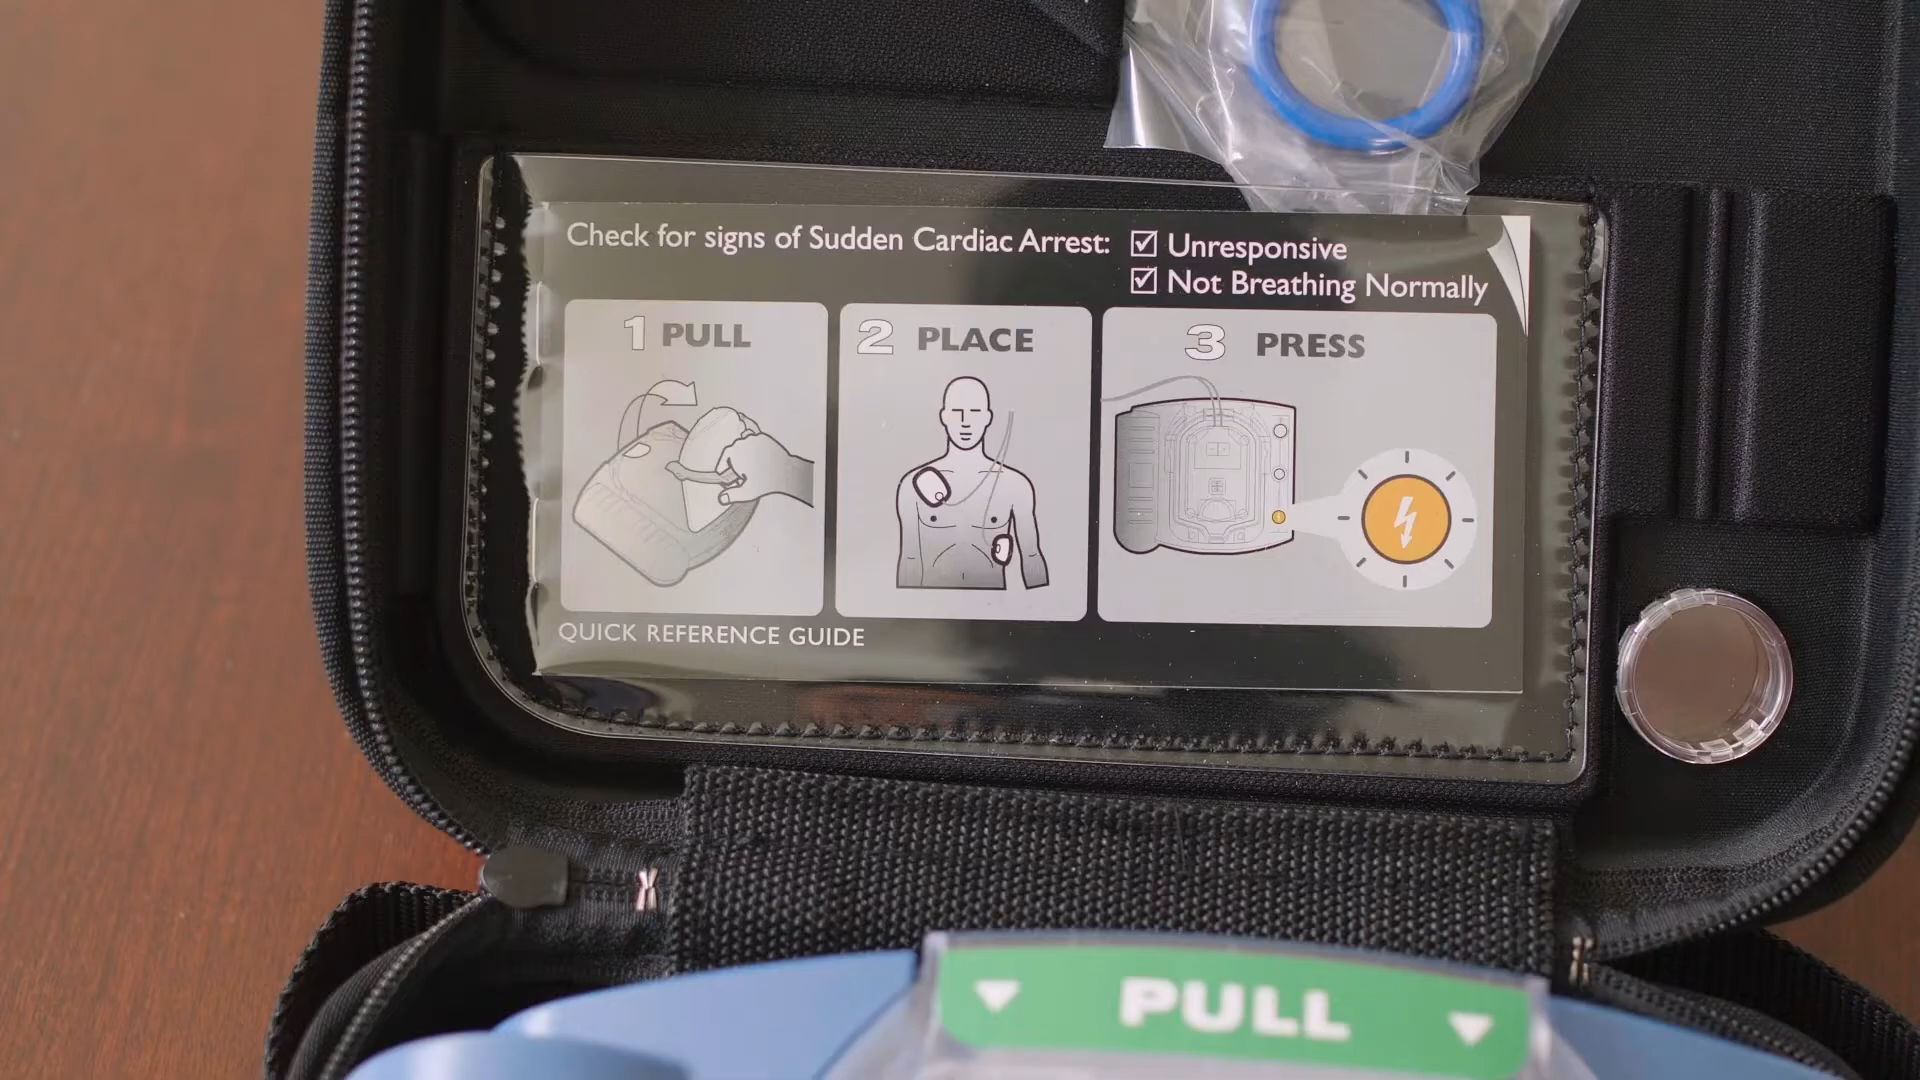 Check for signs of Sudden Cardiac Arrest: ☑ Unresponsive
☑ Not Breathing Normally
1 PULL
2 PLACE
3 PRESS
QUICK REFERENCE GUIDE
PULL